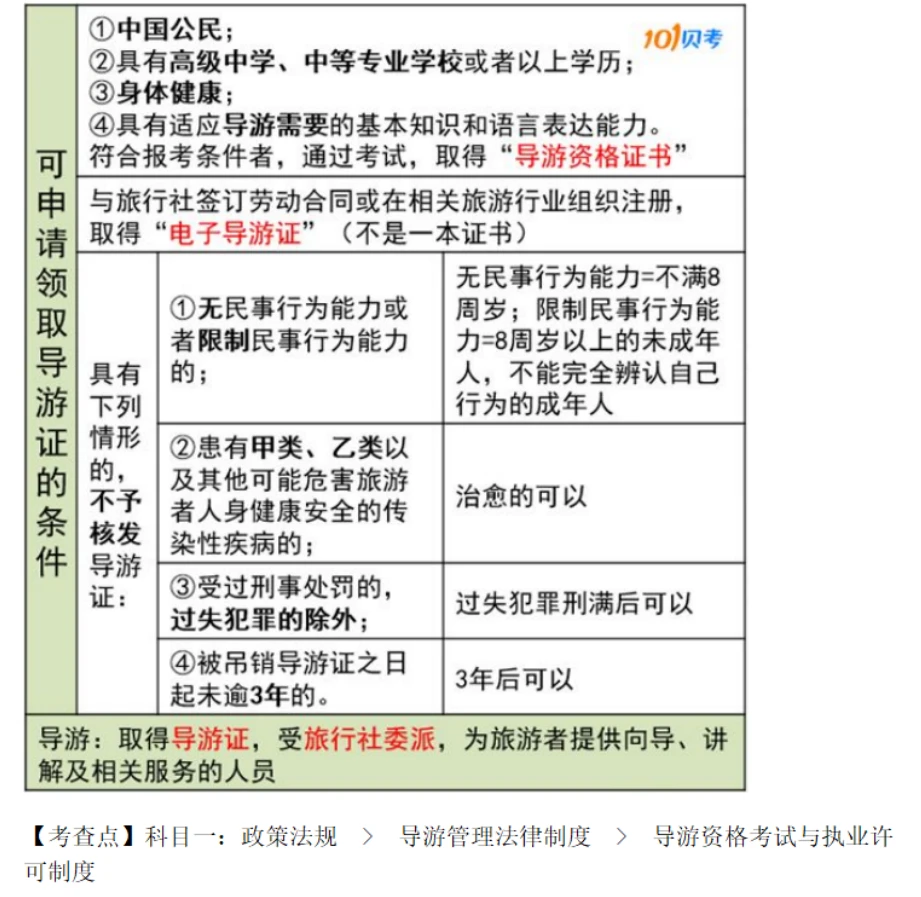 可申请领取导游证的条件
①中国公民；
101贝考
②具有高级中学、中等专业学校或者以上学历；
③身体健康；
④具有适应导游需要的基本知识和语言表达能力。
符合报考条件者，通过考试，取得“导游资格证书”
与旅行社签订劳动合同或在相关旅游行业组织注册，
取得“电子导游证”（不是一本证书）
具有
下列
情形
的，
不予
核发
导游
证：
①无民事行为能力或
者限制民事行为能力
的；
无民事行为能力=不满8
周岁；限制民事行为能
力=8周岁以上的未成年
人，不能完全辨认自己
行为的成年人
②患有甲类、乙类以
及其他可能危害旅游
者人身健康安全的传
染性疾病的；
治愈的可以
③受过刑事处罚的，
过失犯罪的除外；
过失犯罪刑满后可以
④被吊销导游证之日
起未逾3年的。
3年后可以
导游：取得导游证，受旅行社委派，为旅游者提供向导、讲
解及相关服务的人员
【考查点】科目一：政策法规 > 导游管理法律制度 > 导游资格考试与执业许
可制度